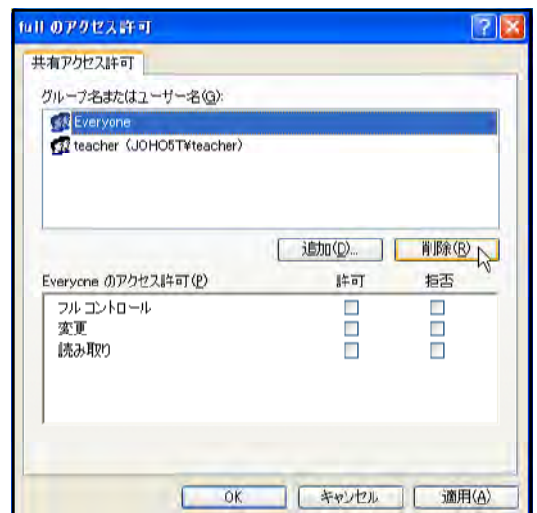 full のアクセス許可
共有アクセス許可
グループ名またはユーザー名(G):
Everyone
teacher (JOHO5T¥teacher)
追加(D)... 削除(R)
Everyone のアクセス許可(P) 許可 拒否
フル コントロール
変更
読み取り
OK キャンセル 適用(A)